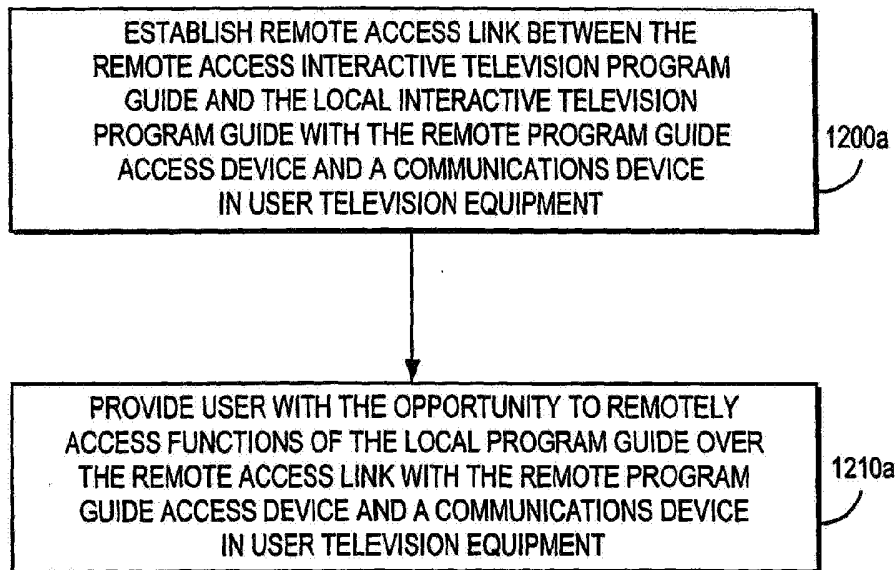 ESTABLISH REMOTE ACCESS LINK BETWEEN THE
REMOTE ACCESS INTERACTIVE TELEVISION PROGRAM
GUIDE AND THE LOCAL INTERACTIVE TELEVISION
PROGRAM GUIDE WITH THE REMOTE PROGRAM GUIDE
ACCESS DEVICE AND A COMMUNICATIONS DEVICE
IN USER TELEVISION EQUIPMENT
1200a
PROVIDE USER WITH THE OPPORTUNITY TO REMOTELY
ACCESS FUNCTIONS OF THE LOCAL PROGRAM GUIDE OVER
THE REMOTE ACCESS LINK WITH THE REMOTE PROGRAM
GUIDE ACCESS DEVICE AND A COMMUNICATIONS DEVICE
IN USER TELEVISION EQUIPMENT
1210a